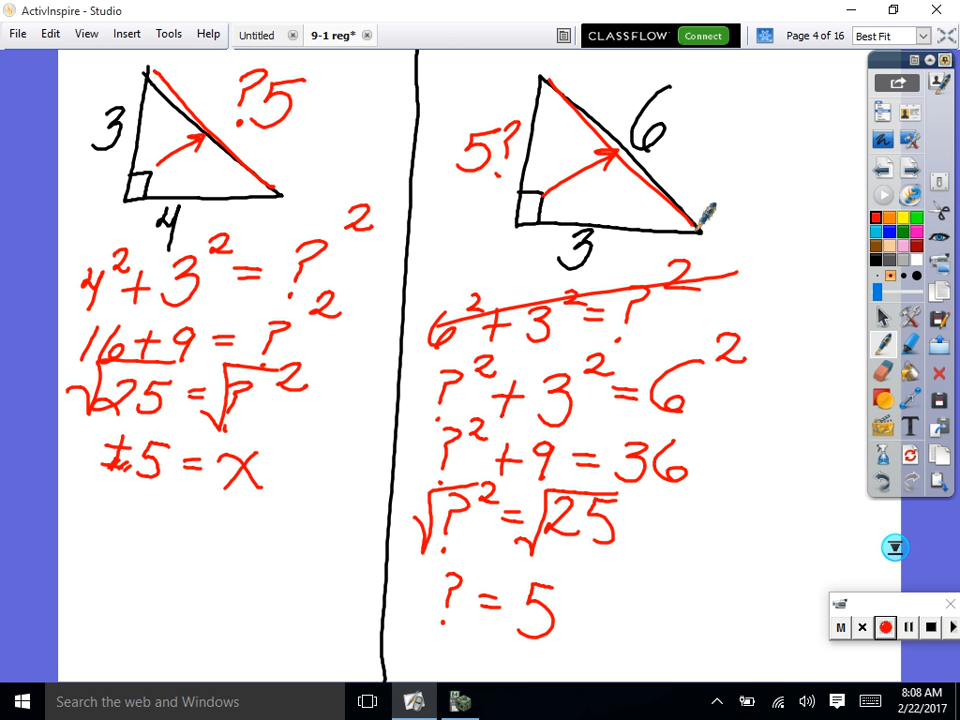 ActivInspire - Studio
File Edit View Insert Tools Help
Untitled
9-1 reg*
CLASSFLOW Connect
Page 4 of 16
Best Fit
3
? 5
4
4² + 3² = ?²
16 + 9 = ?²
√25 = √?²
±5 = x
5?
6
3
6² + 3² = ?²
?² + 3² = 6²
?² + 9 = 36
√?² = √25
? = 5
M
Search the web and Windows
8:08 AM
2/22/2017